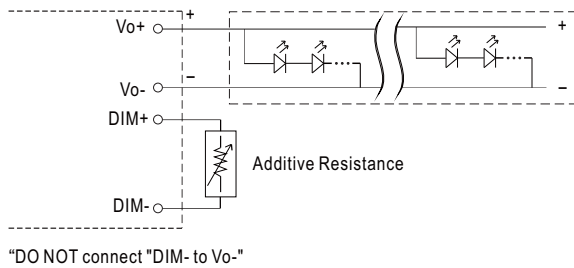 Vo+
+
+
Vo-
−
−
DIM+
Additive Resistance
DIM-
“DO NOT connect "DIM- to Vo-"